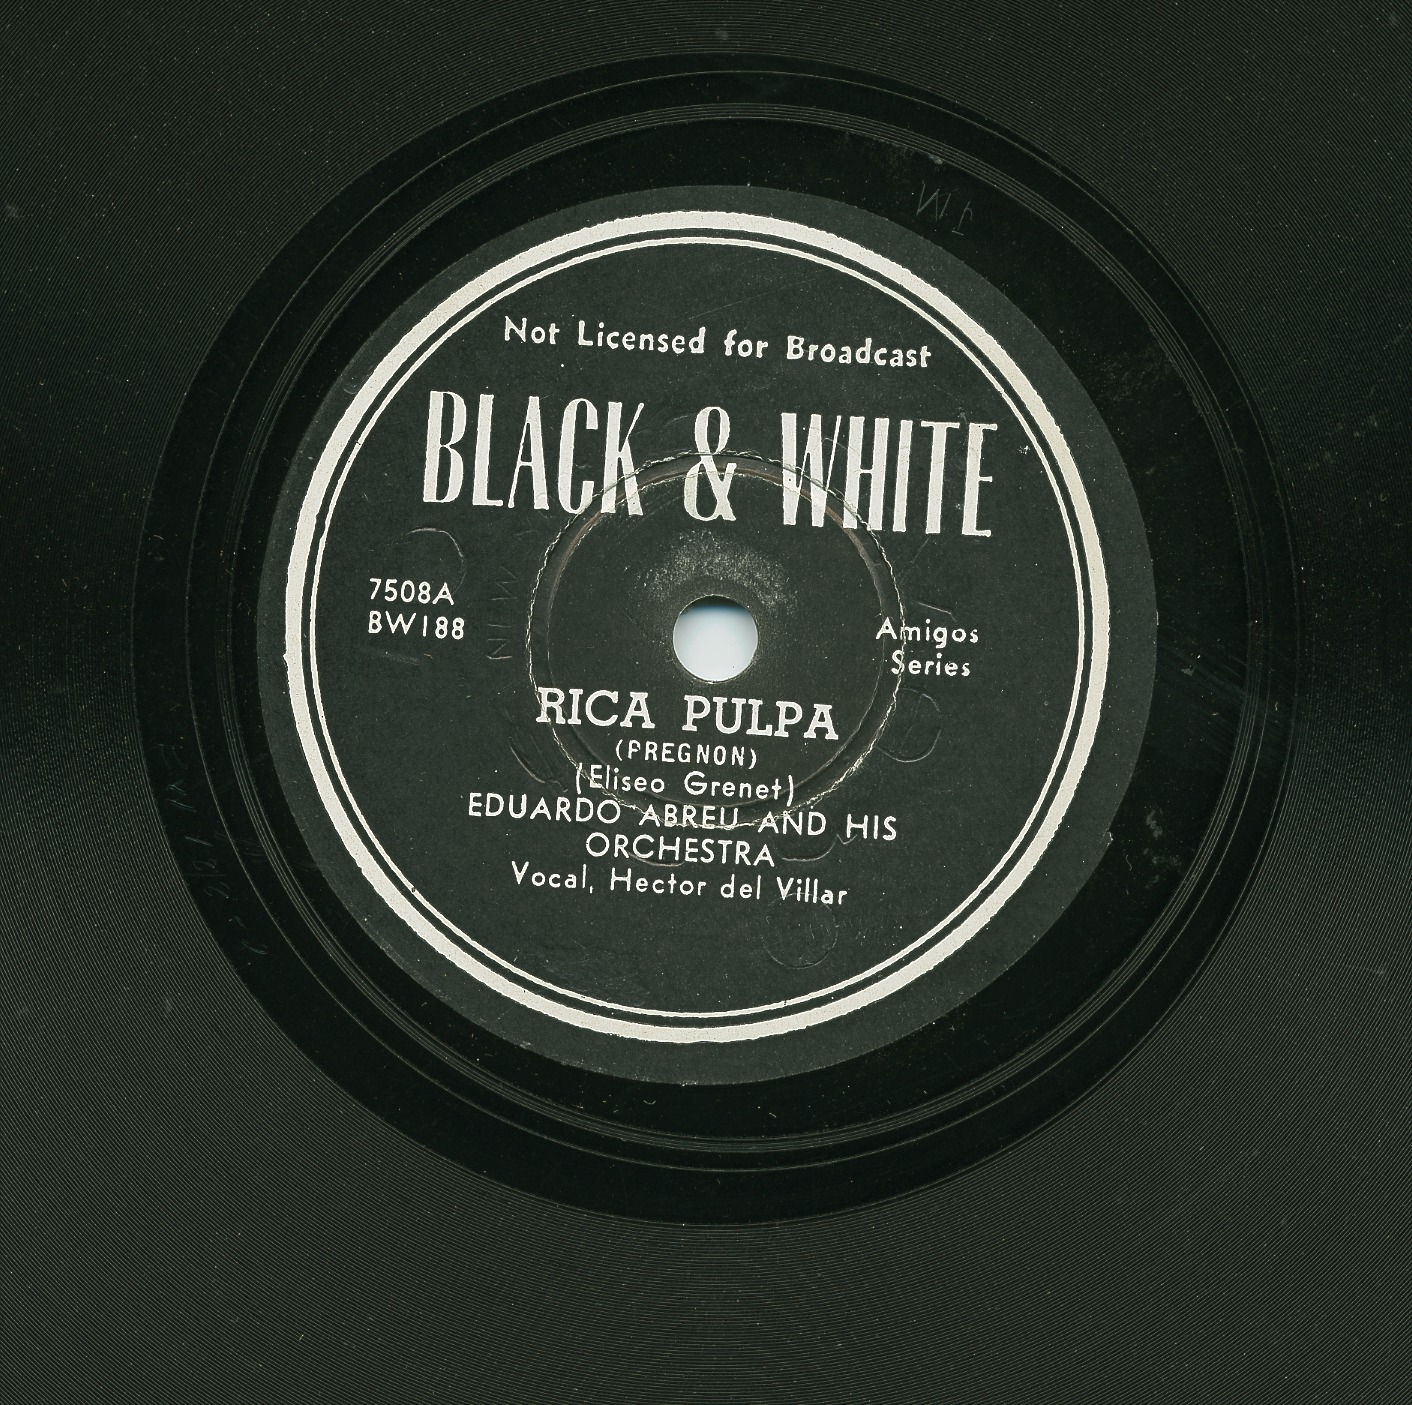 Not Licensed for Broadcast
BLACK & WHITE
7508A
BW188
Amigos
Series
RICA PULPA
(PREGNON)
(Eliseo Grenet)
EDUARDO ABREU AND HIS
ORCHESTRA
Vocal, Hector del Villar